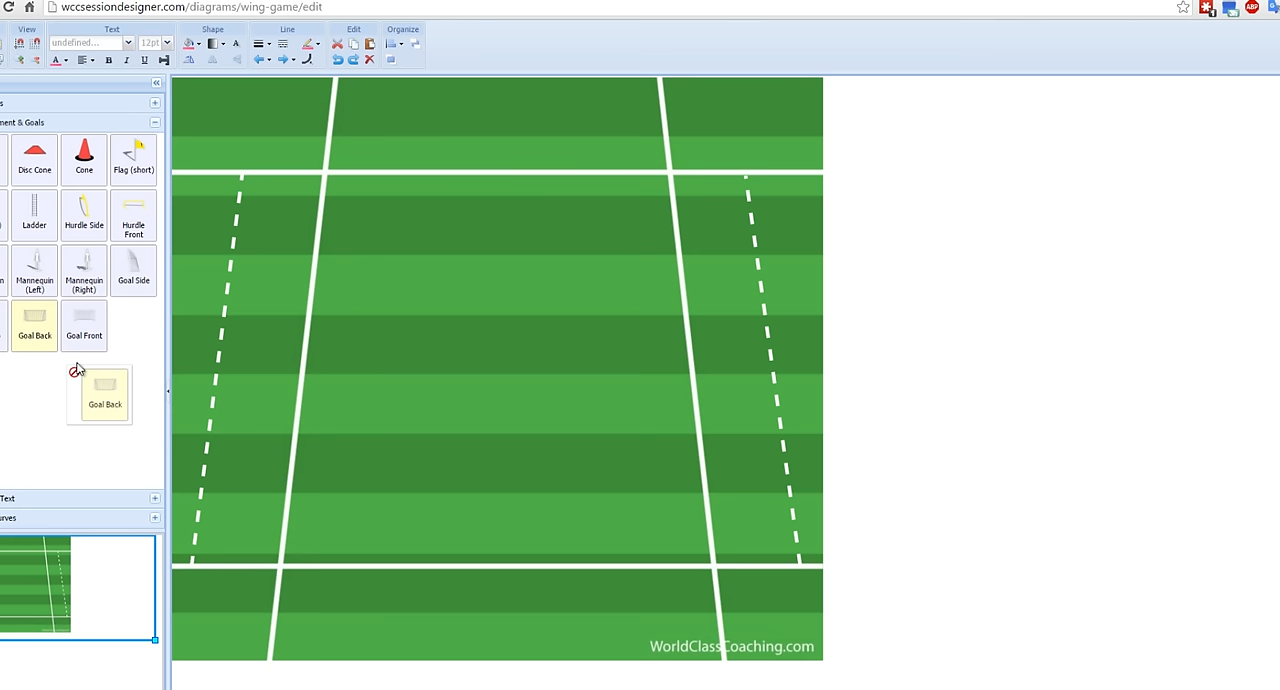 wccsessiondesigner.com/diagrams/wing-game/edit
ABP
View
Text
Shape
Line
Edit
Organize
undefined...
12pt
A
A
B
I
U
s
ment & Goals
Disc Cone
Cone
Flag (short)
)
Ladder
Hurdle Side
Hurdle
Front
n
Mannequin
(Left)
Mannequin
(Right)
Goal Side
Goal Back
Goal Front
Goal Back
Text
urves
WorldClassCoaching.com